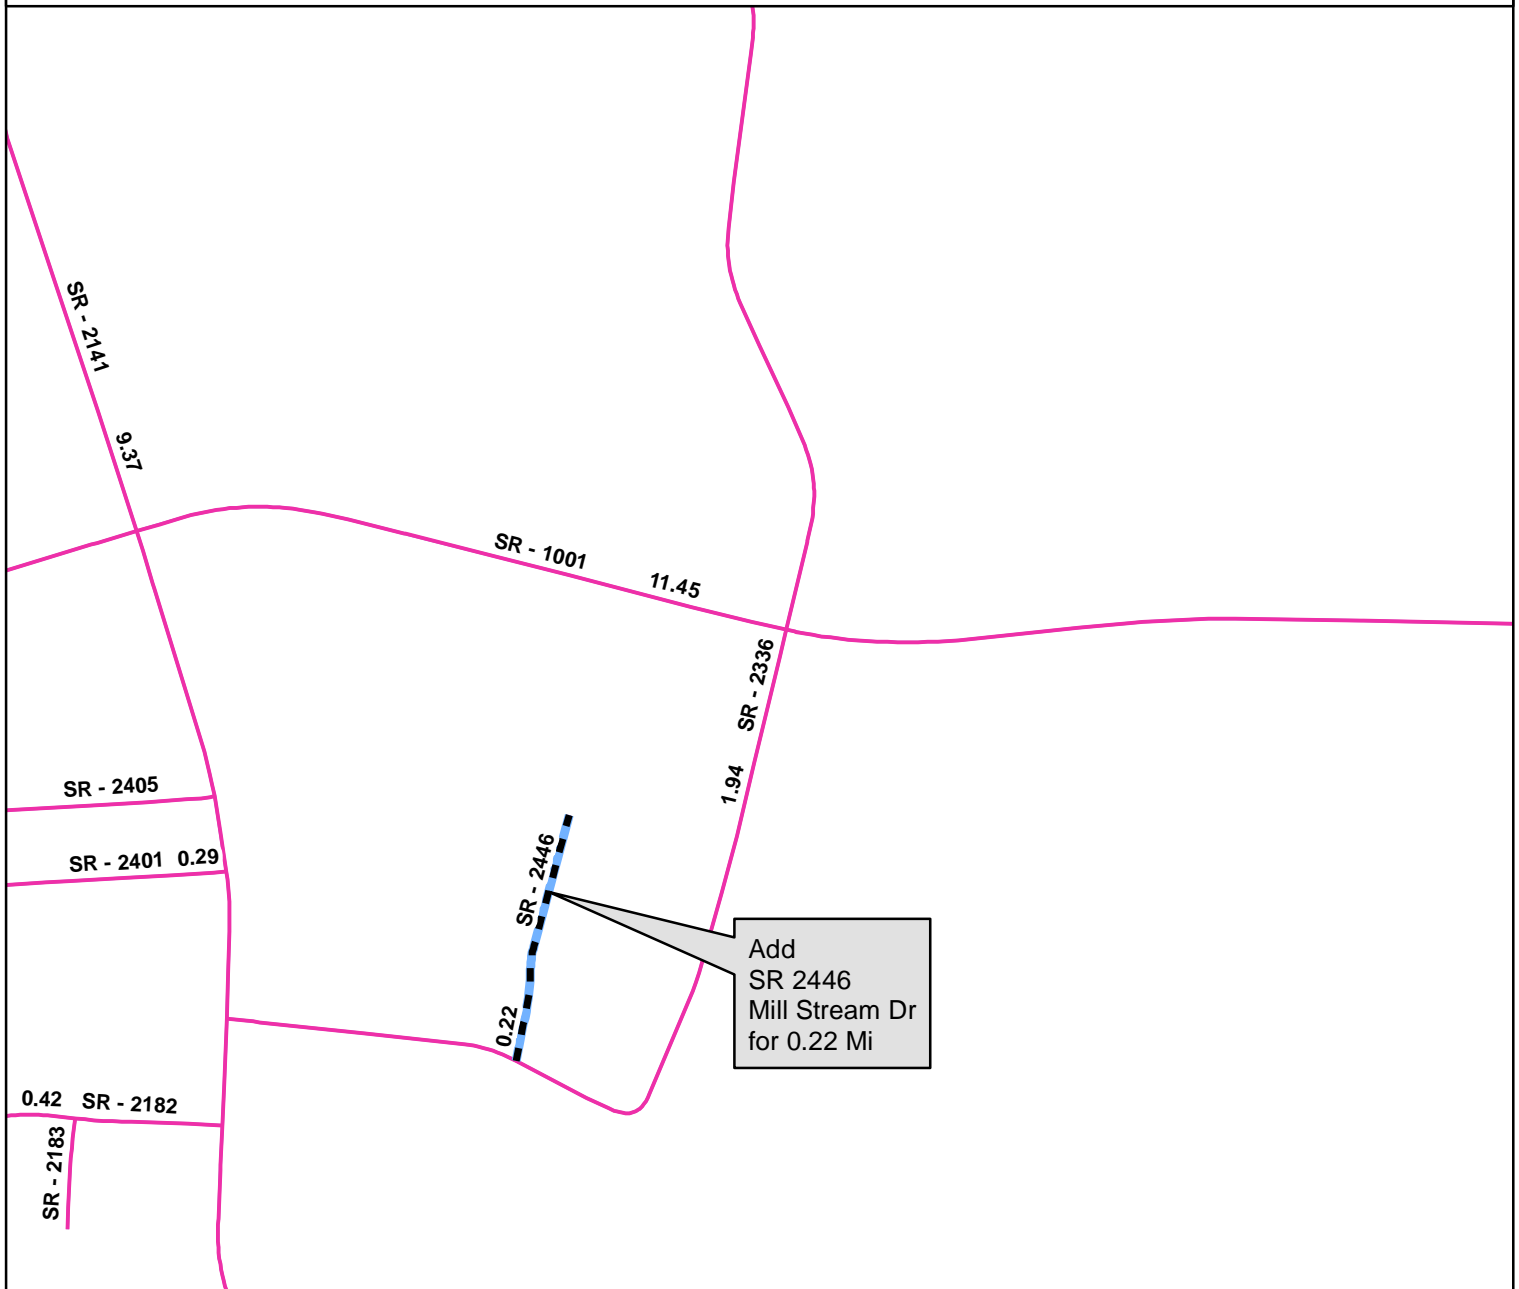 SR - 2141
9.37
SR - 1001
11.45
SR - 2336
1.94
SR - 2405
SR - 2401 0.29
SR - 2446
0.22
Add
SR 2446
Mill Stream Dr
for 0.22 Mi
0.42 SR - 2182
SR - 2183